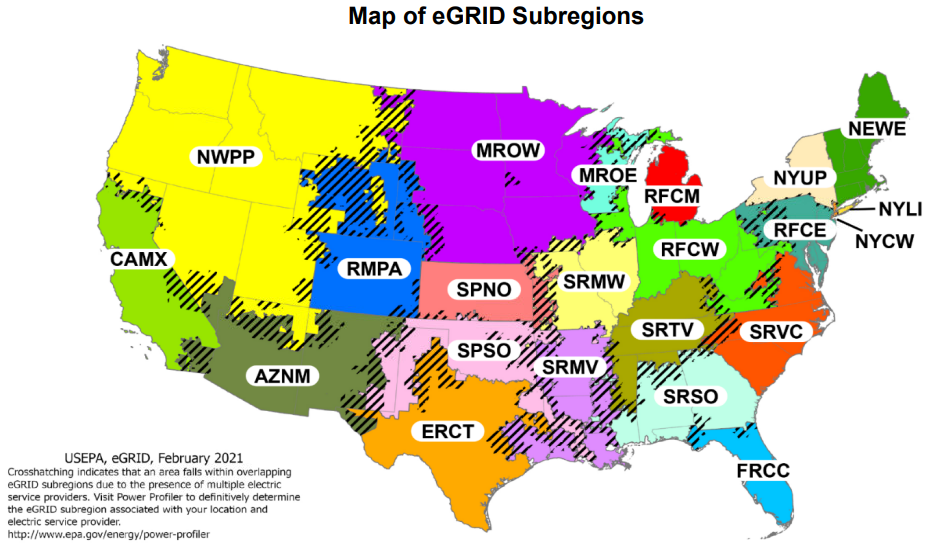 Map of eGRID Subregions
NEWE
NWPP
MROW
MROE
NYUP
RFCM
NYLI
RFCE
NYCW
CAMX
RFCW
RMPA
SRMW
SPNO
SRTV
SRVC
SPSO
SRMV
AZNM
SRSO
ERCT
FRCC
USEPA, eGRID, February 2021
Crosshatching indicates that an area falls within overlapping
eGRID subregions due to the presence of multiple electric
service providers. Visit Power Profiler to definitively determine
the eGRID subregion associated with your location and
electric service provider.
http://www.epa.gov/energy/power-profiler